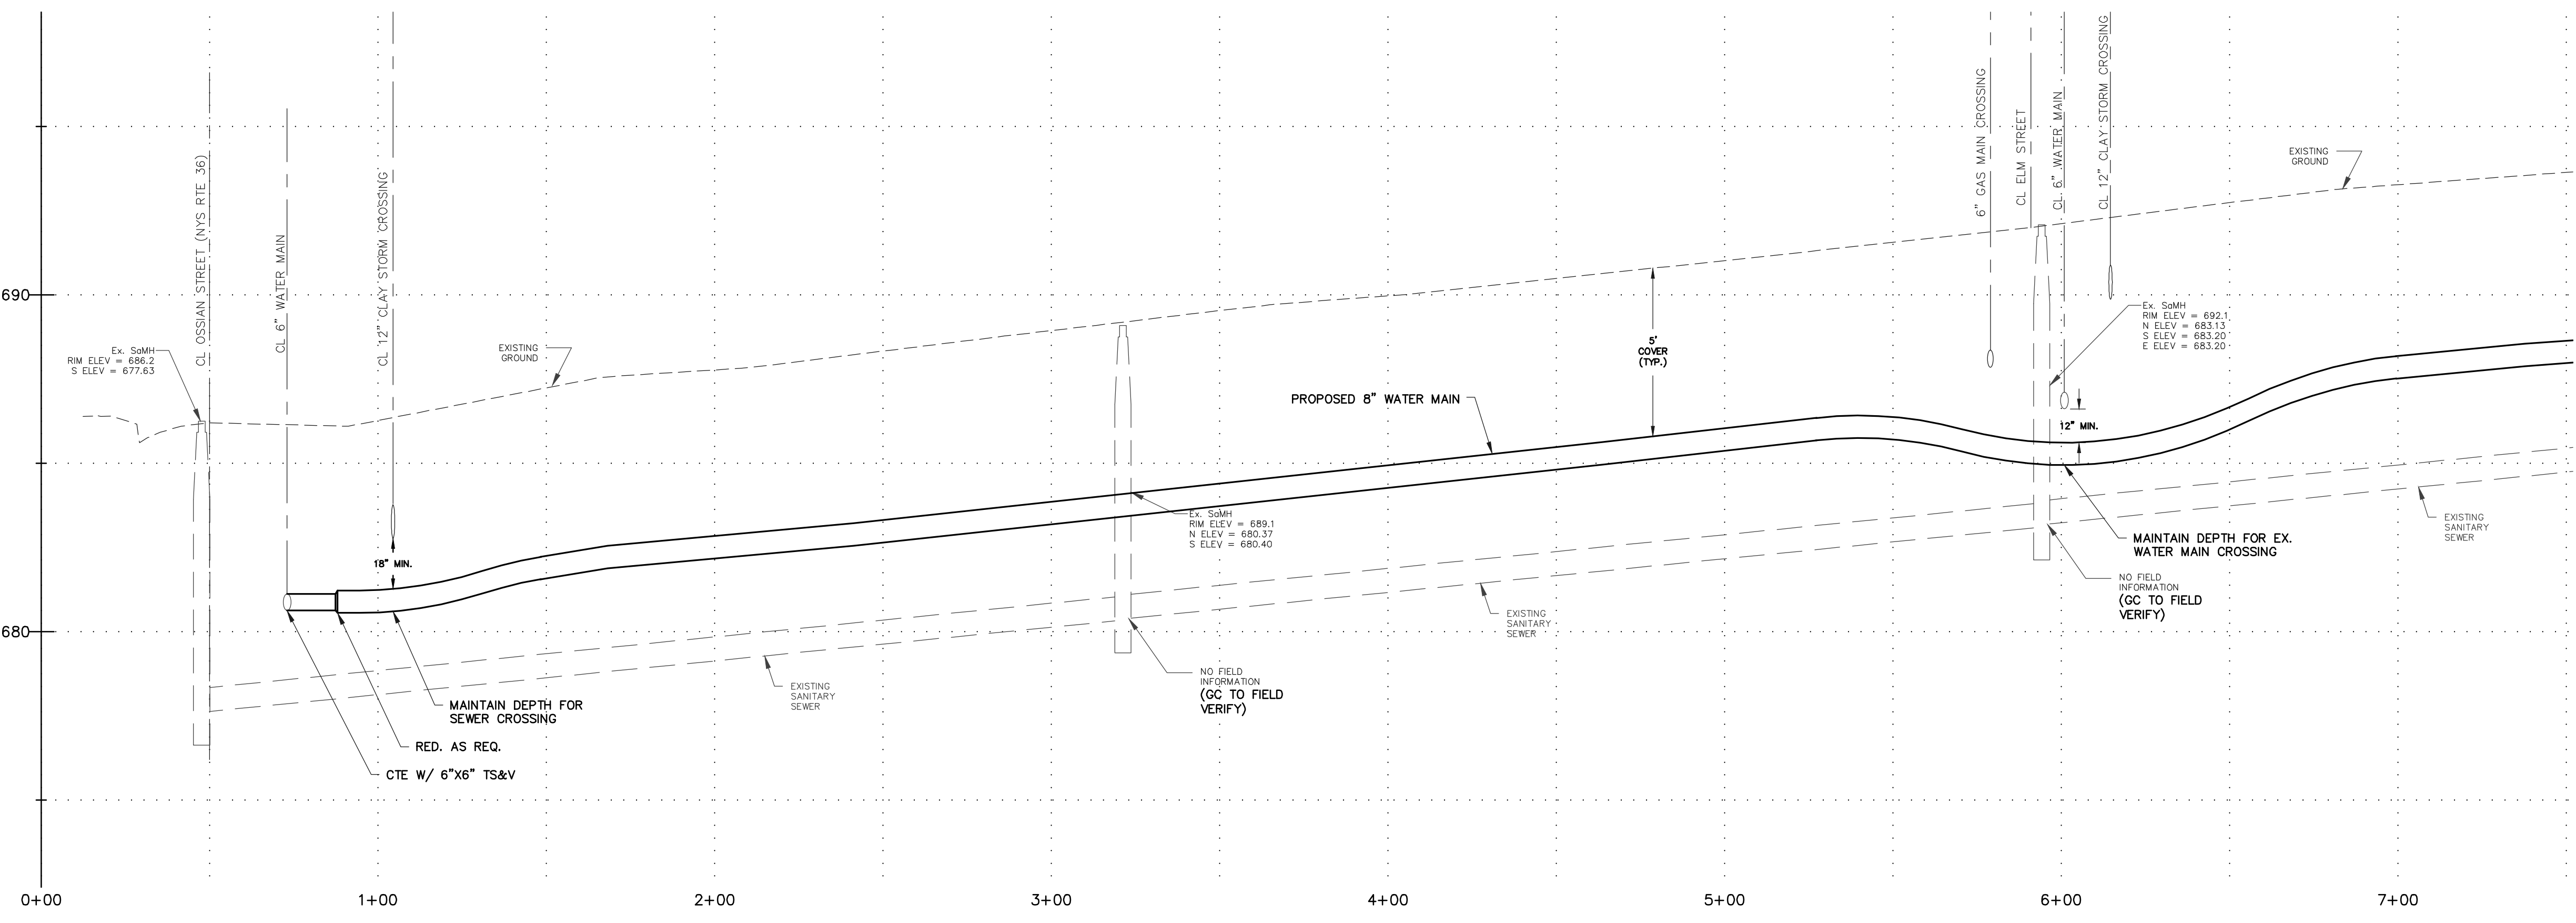 CL OSSIAN STREET (NYS RTE 36)
CL 6" WATER MAIN
CL 12" CLAY STORM CROSSING
6" GAS MAIN CROSSING
CL ELM STREET
CL 6" WATER MAIN
CL 12" CLAY STORM CROSSING
EXISTING
GROUND
690
Ex. SaMH
RIM ELEV = 686.2
S ELEV = 677.63
EXISTING
GROUND
5'
COVER
(TYP.)
PROPOSED 8" WATER MAIN
Ex. SaMH
RIM ELEV = 692.1
N ELEV = 683.13
S ELEV = 683.20
E ELEV = 683.20
12" MIN.
Ex. SaMH
RIM ELEV = 689.1
N ELEV = 680.37
S ELEV = 680.40
18" MIN.
MAINTAIN DEPTH FOR EX.
WATER MAIN CROSSING
EXISTING
SANITARY
SEWER
NO FIELD
INFORMATION
(GC TO FIELD
VERIFY)
680
EXISTING
SANITARY
SEWER
NO FIELD
INFORMATION
(GC TO FIELD
VERIFY)
EXISTING
SANITARY
SEWER
MAINTAIN DEPTH FOR
SEWER CROSSING
RED. AS REQ.
CTE W/ 6"X6" TS&V
0+00 1+00 2+00 3+00 4+00 5+00 6+00 7+00